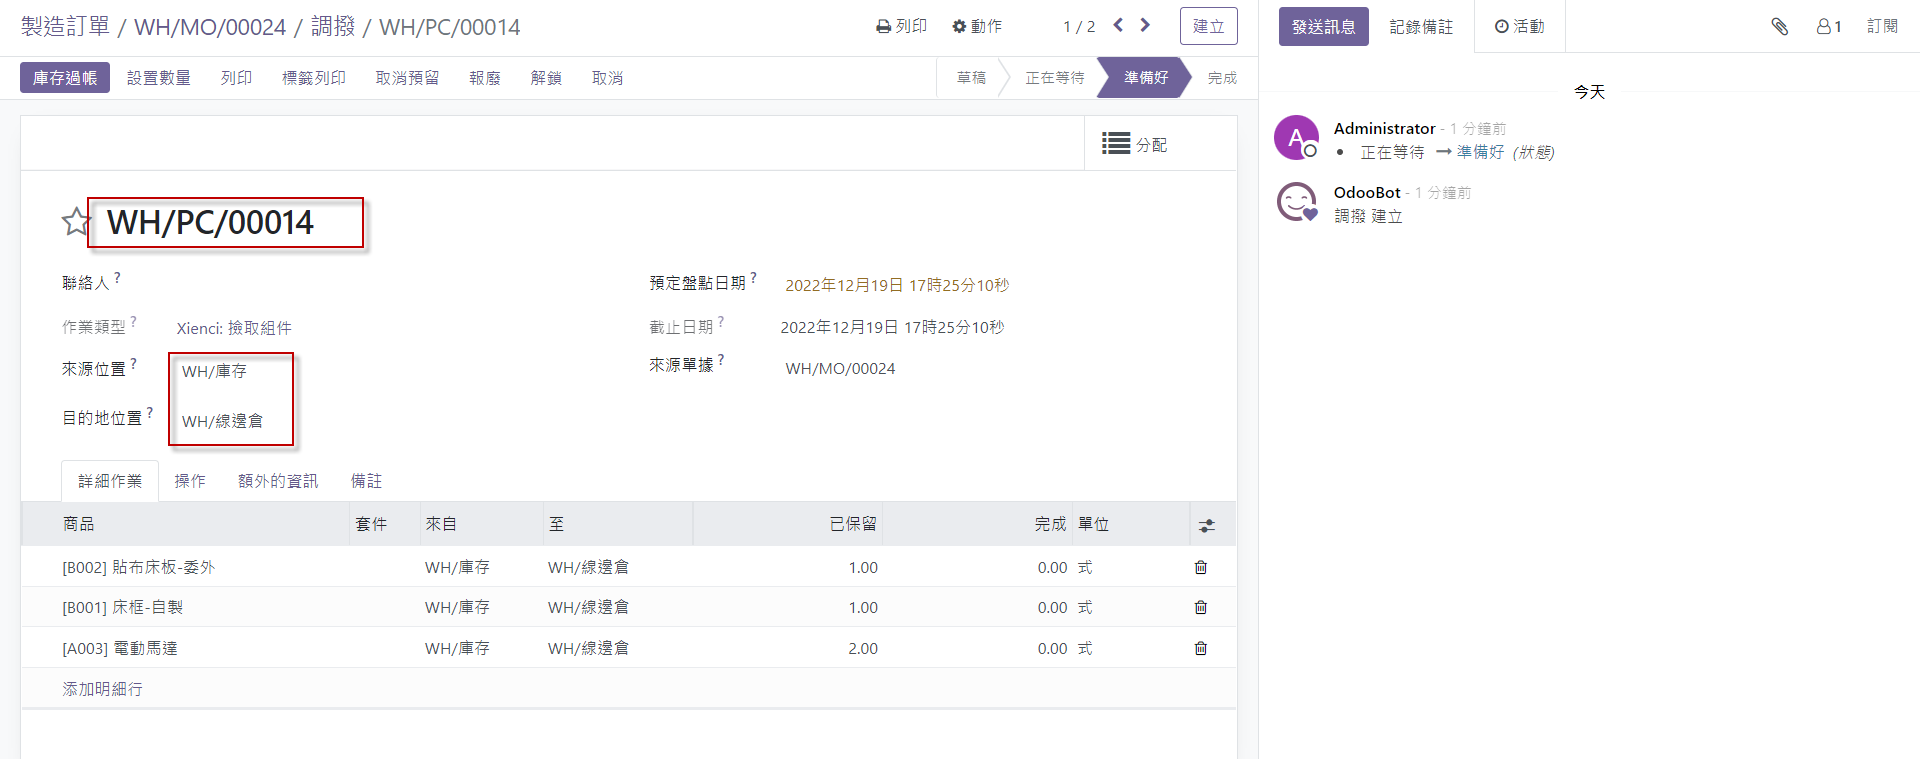 製造訂單 / WH/MO/00024 / 調撥 / WH/PC/00014
列印 動作 1 / 2 建立
庫存過帳 設置數量 列印 標籤列印 取消預留 報廢 解鎖 取消
草稿 正在等待 準備好 完成
分配
WH/PC/00014
聯絡人 ?
預定盤點日期 ? 2022年12月19日 17時25分10秒
作業類型 ? Xienci: 撿取組件
截止日期 ? 2022年12月19日 17時25分10秒
來源位置 ? WH/庫存
來源單據 ? WH/MO/00024
目的地位置 ? WH/線邊倉
詳細作業 操作 額外的資訊 備註
商品 套件 來自 至 已保留 完成 單位
[B002] 貼布床板-委外 WH/庫存 WH/線邊倉 1.00 0.00 式
[B001] 床框-自製 WH/庫存 WH/線邊倉 1.00 0.00 式
[A003] 電動馬達 WH/庫存 WH/線邊倉 2.00 0.00 式
添加明細行
發送訊息 記錄備註 活動 1 訂閱
今天
A
Administrator - 1 分鐘前
• 正在等待 → 準備好 (狀態)
OdooBot - 1 分鐘前
調撥 建立